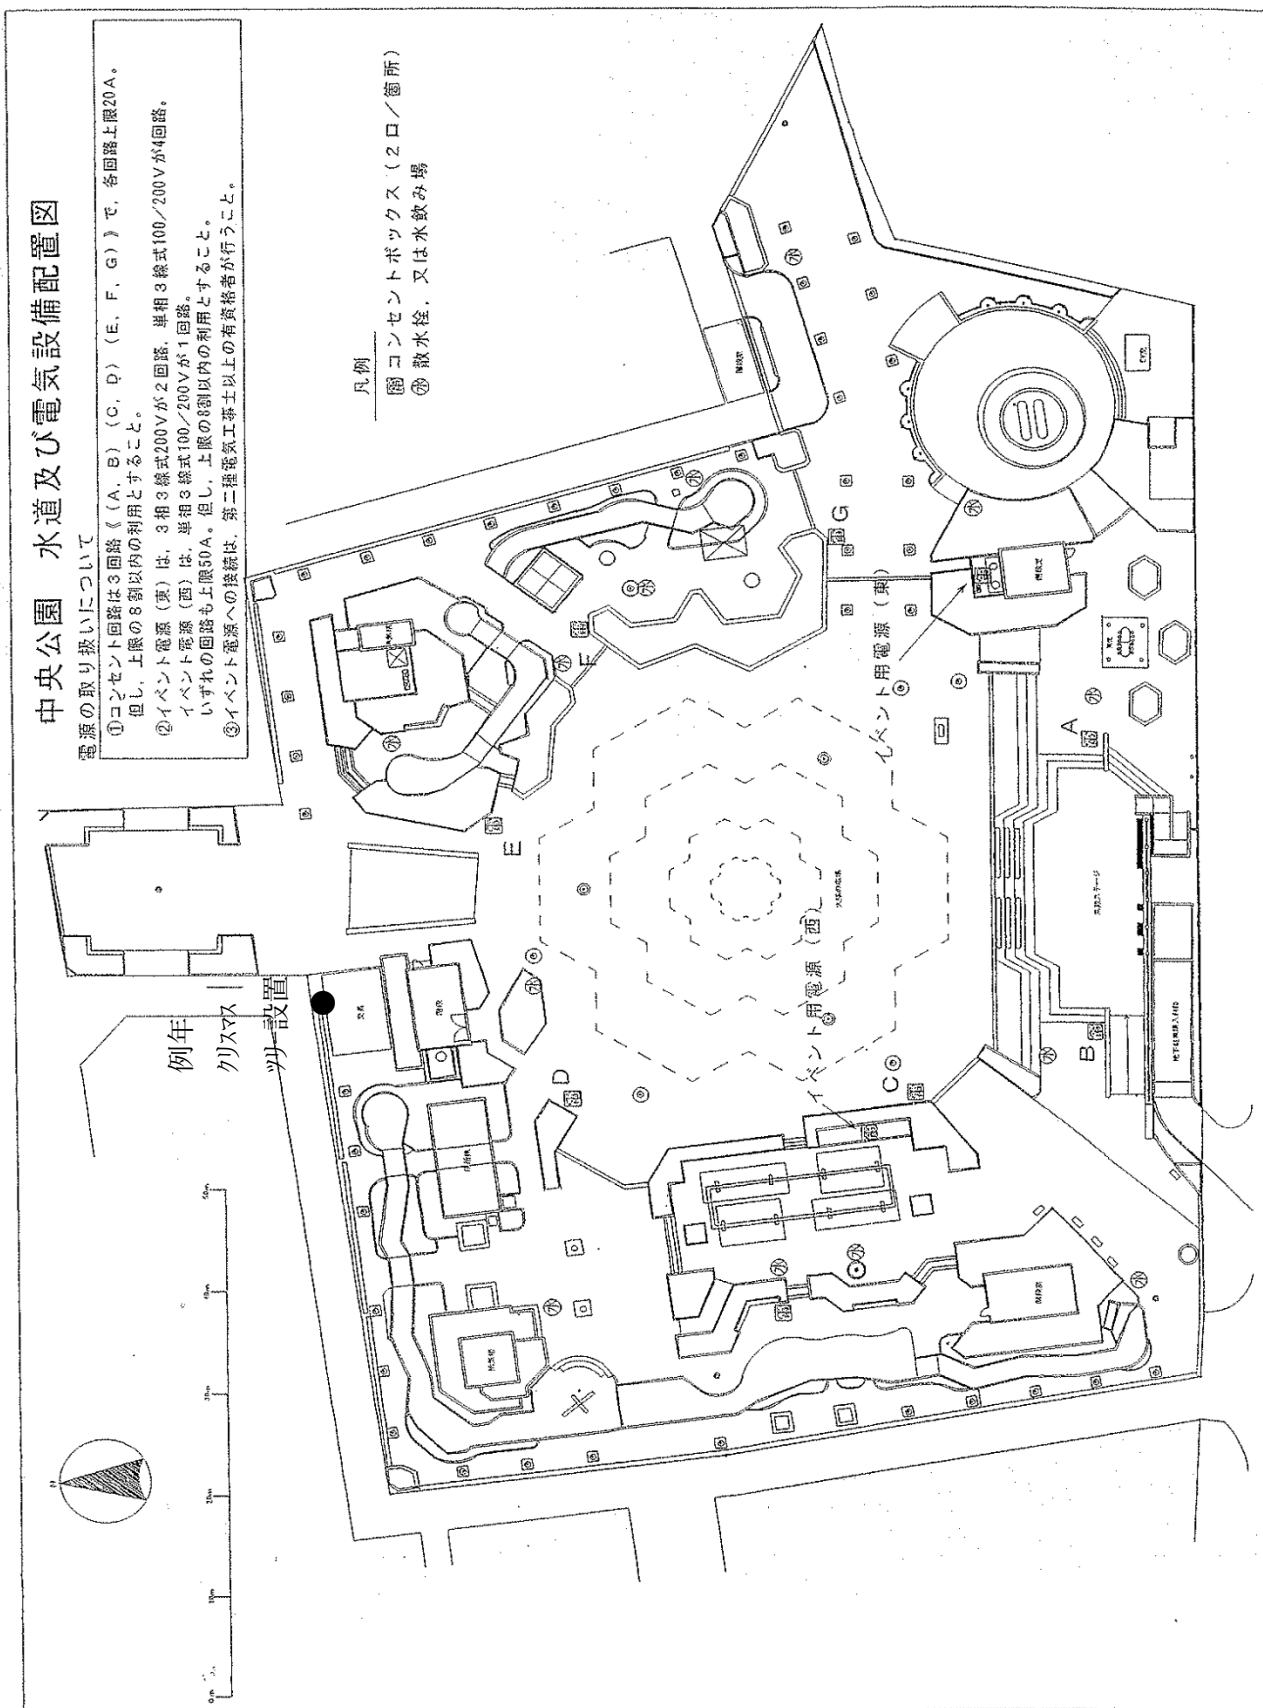 中央公園 水道及び電気設備配置図
電源の取り扱いについて
①コンセント回路は3回路《(A, B) (C, D) (E, F, G)》で, 各回路上限20A。
但し, 上限の8割以内の利用とすること。
②イベント電源(東)は, 3相3線式200Vが2回路, 単相3線式100/200Vが4回路。
イベント電源(西)は, 単相3線式100/200Vが1回路。
いずれの回路も上限50A。但し, 上限の8割以内の利用とすること。
③イベント電源への接続は, 第二種電気工事士以上の有資格者が行うこと。
凡例
電 コンセントボックス(2口/箇所)
水 散水栓, 又は水飲み場
例年
クリスマス
ツリー設置
E
F
G
D
C
A
B
イベント用電源(東)
イベント用電源(西)
水
電
N
0m
10m
20m
30m
40m
50m